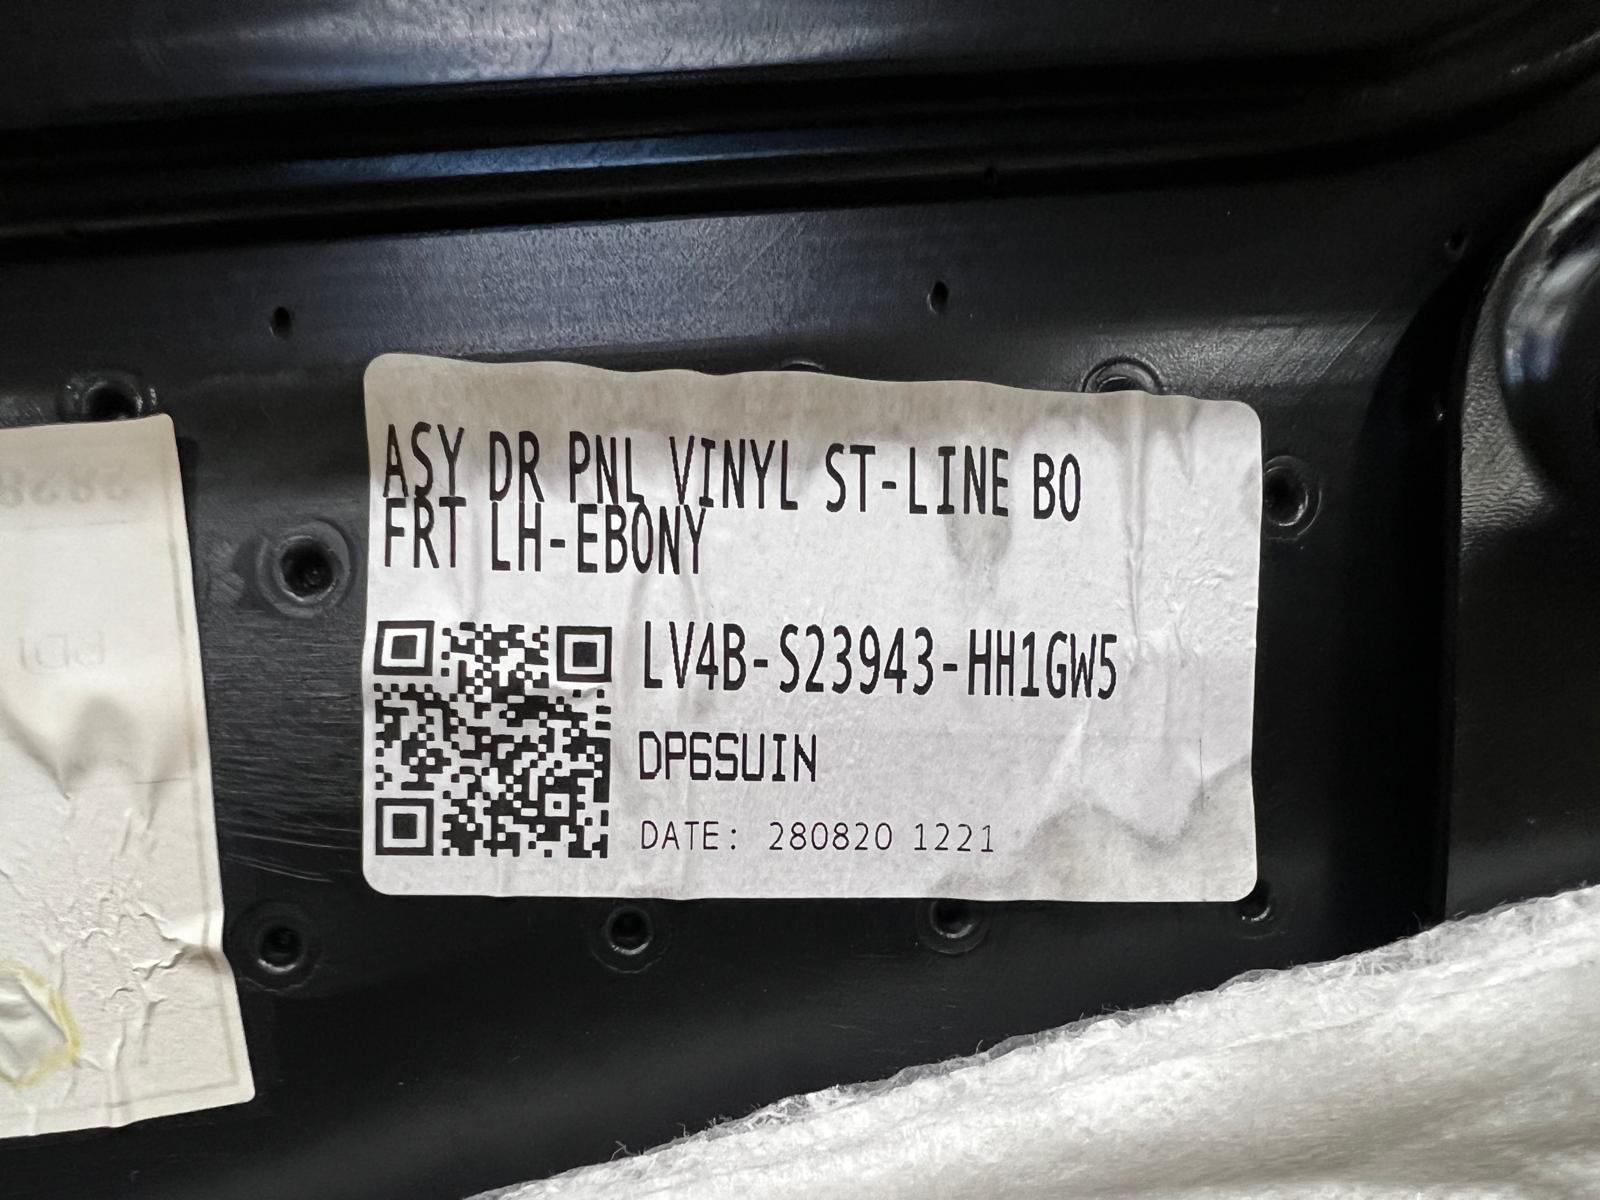 ASY DR PNL VINYL ST-LINE BO
FRT LH-EBONY
LV4B-S23943-HH1GW5
DP6SUIN
DATE: 280820 1221